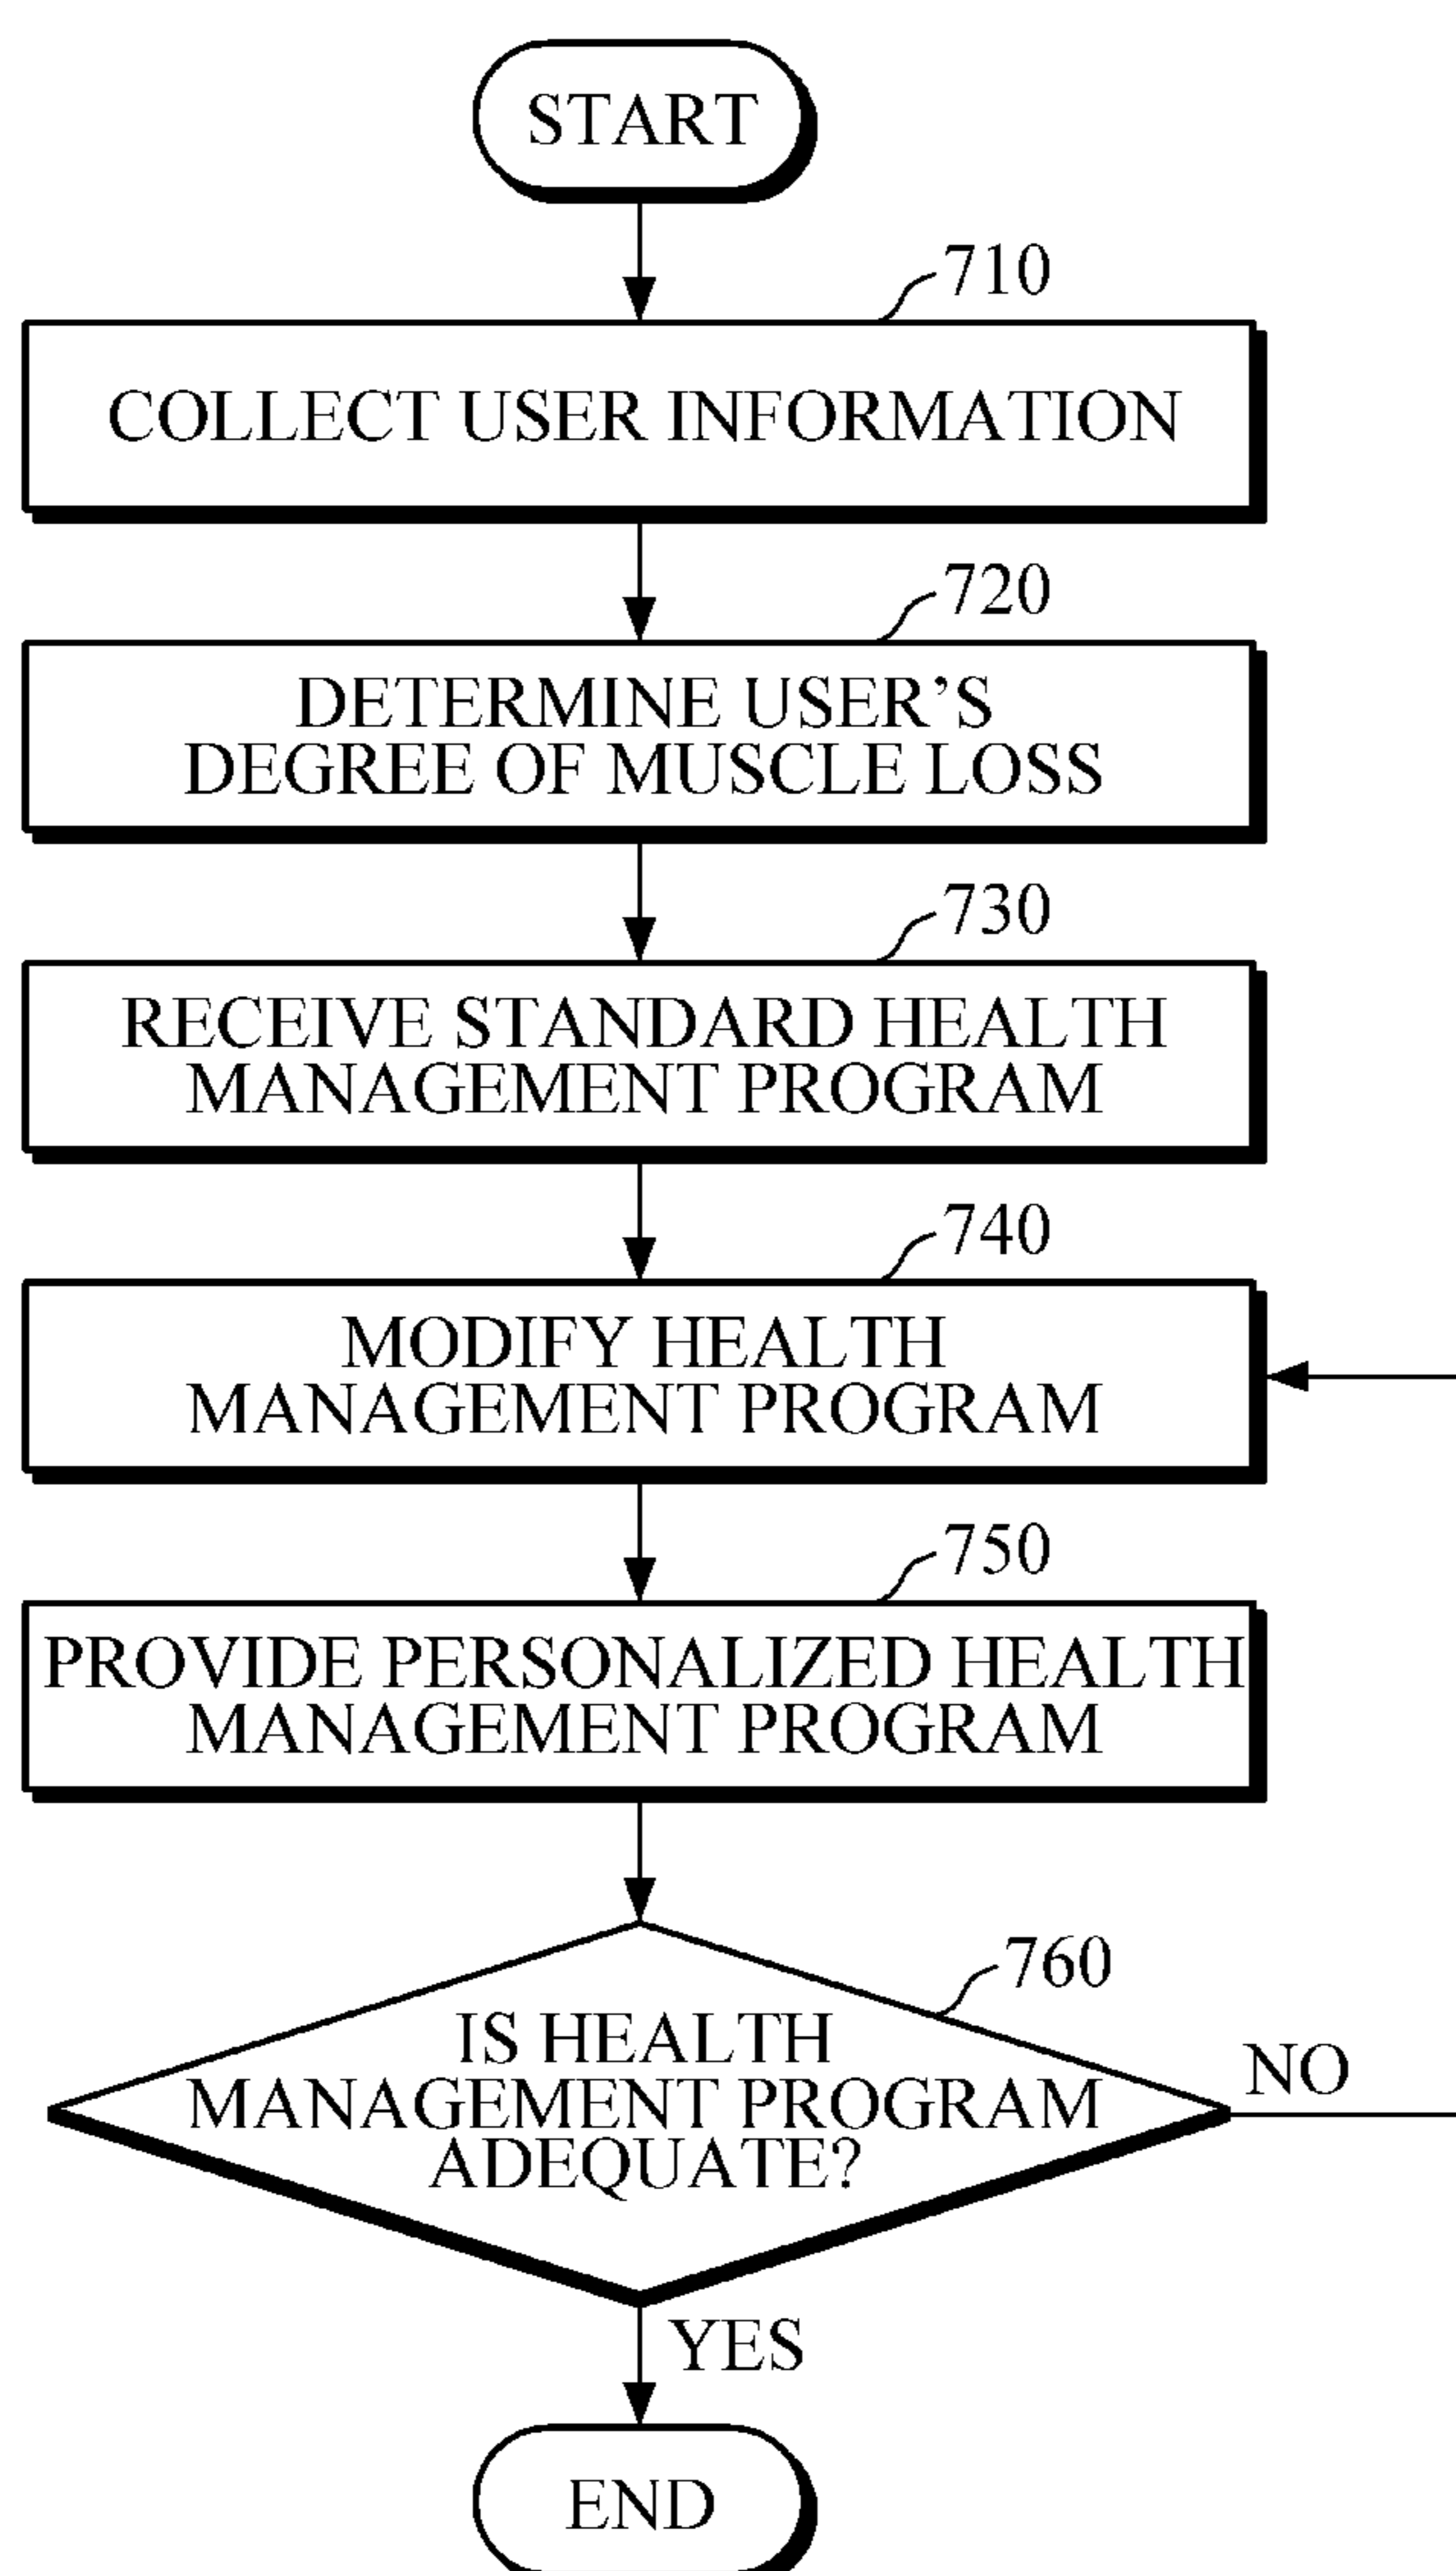 START
710
COLLECT USER INFORMATION
720
DETERMINE USER’S
DEGREE OF MUSCLE LOSS
730
RECEIVE STANDARD HEALTH
MANAGEMENT PROGRAM
740
MODIFY HEALTH
MANAGEMENT PROGRAM
750
PROVIDE PERSONALIZED HEALTH
MANAGEMENT PROGRAM
760
IS HEALTH
MANAGEMENT PROGRAM
ADEQUATE?
NO
YES
END